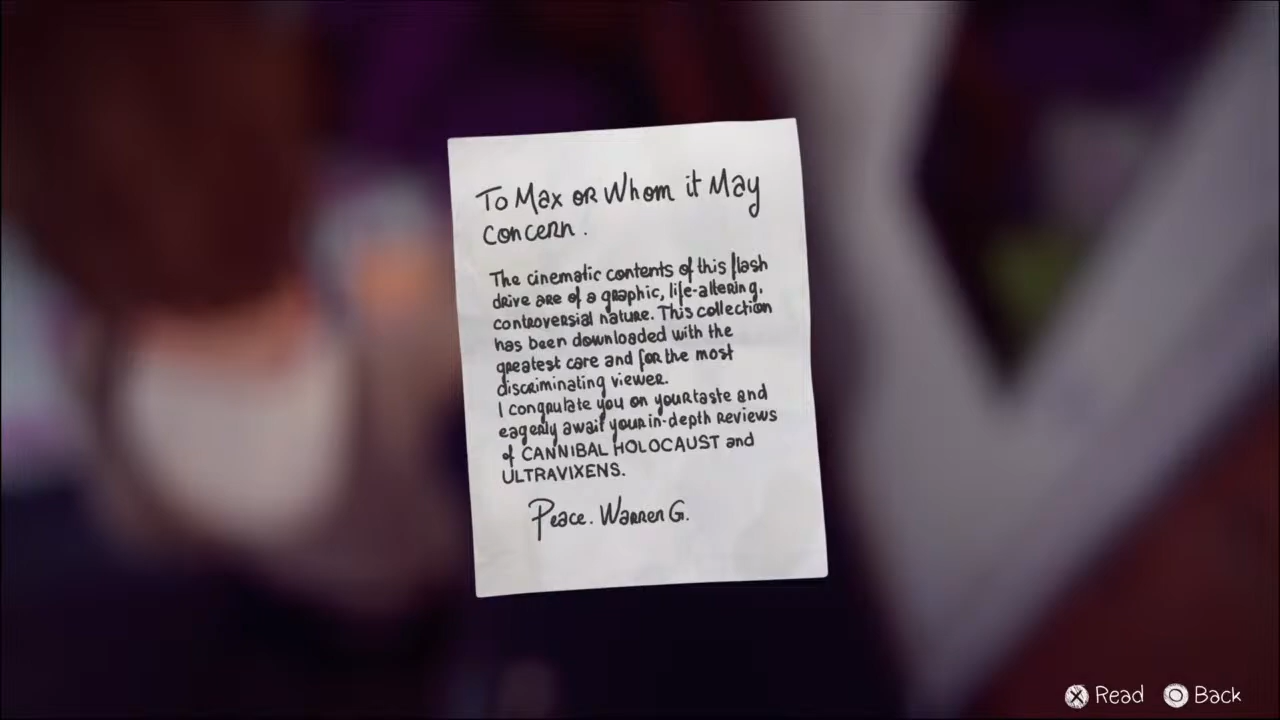 To Max or Whom it May
Concern.
The cinematic contents of this flash
drive are of a graphic, life-altering,
controversial nature. This collection
has been downloaded with the
greatest care and for the most
discriminating viewer.
I congrulate you on your taste and
eagerly await your in-depth reviews
of CANNIBAL HOLOCAUST and
ULTRAVIXENS.
Peace. Warren G.
Read Back